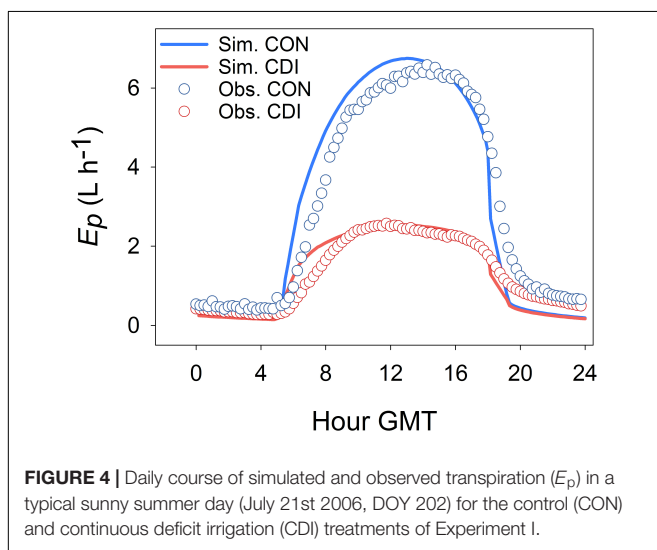 Sim. CON
Sim. CDI
Obs. CON
Obs. CDI
6
4
2
0
Ep (L h-1)
0 4 8 12 16 20 24
Hour GMT
FIGURE 4 | Daily course of simulated and observed transpiration (Ep) in a
typical sunny summer day (July 21st 2006, DOY 202) for the control (CON)
and continuous deficit irrigation (CDI) treatments of Experiment I.